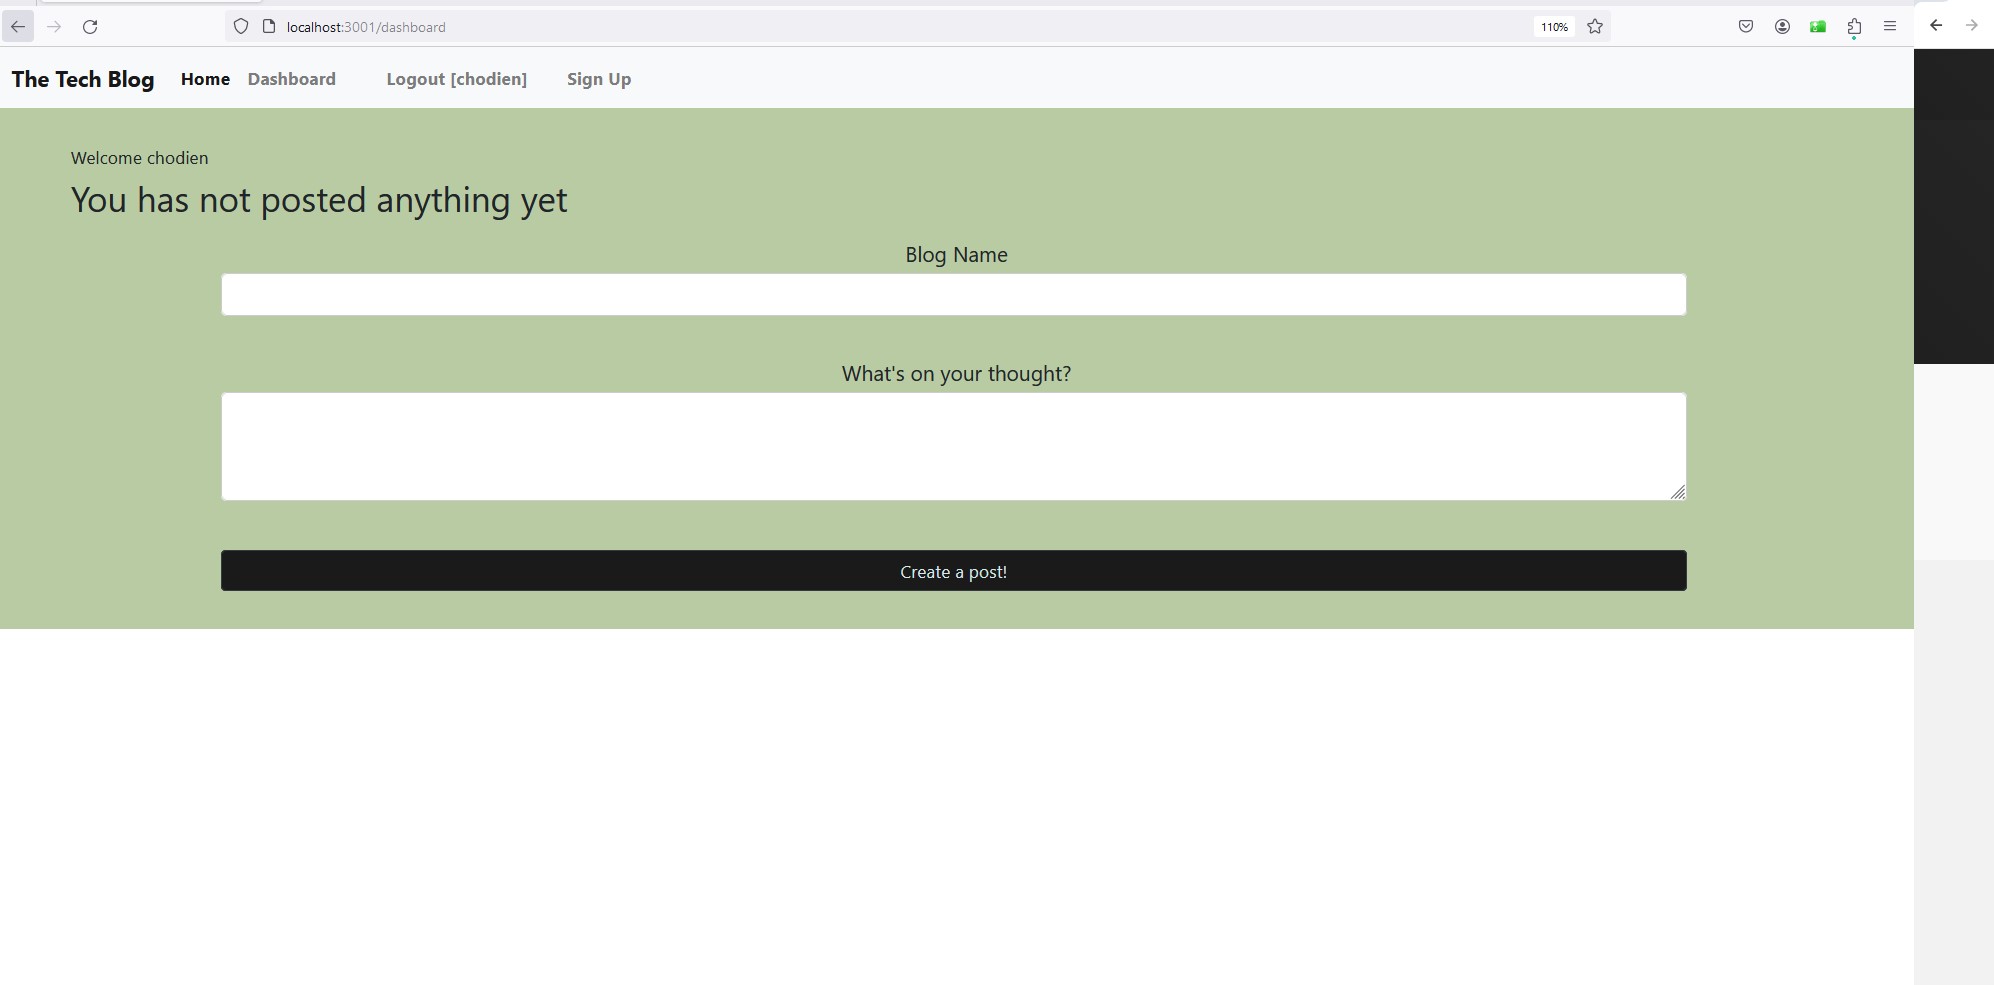 localhost:3001/dashboard 110%
The Tech Blog Home Dashboard Logout [chodien] Sign Up
Welcome chodien
You has not posted anything yet
Blog Name
What's on your thought?
Create a post!